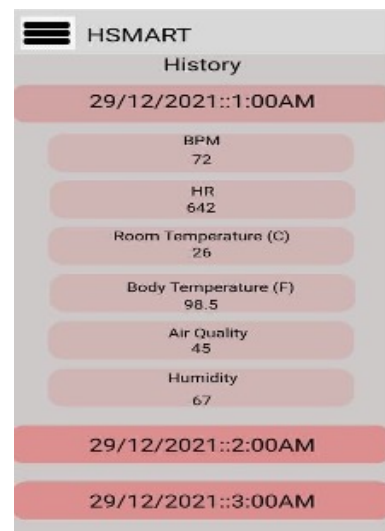 HSMART
History
29/12/2021::1:00AM
BPM
72
HR
642
Room Temperature (C)
26
Body Temperature (F)
98.5
Air Quality
45
Humidity
67
29/12/2021::2:00AM
29/12/2021::3:00AM